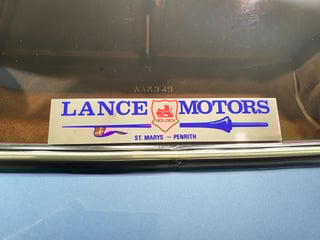 LANCE MOTORS
HOLDEN
ST. MARYS — PENRITH